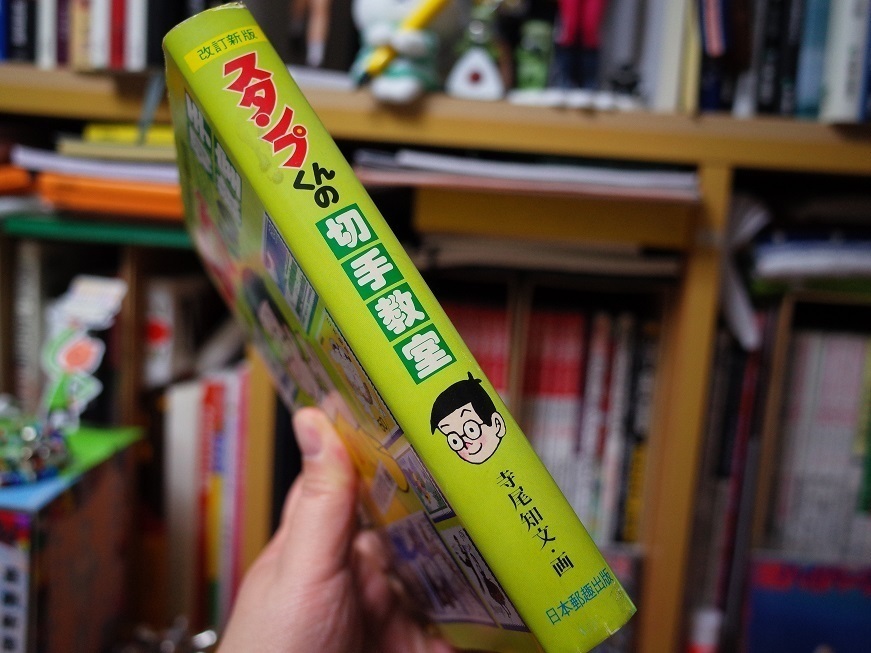 改訂新版
スタンプくんの
切手教室
寺尾知文・画
日本郵趣出版